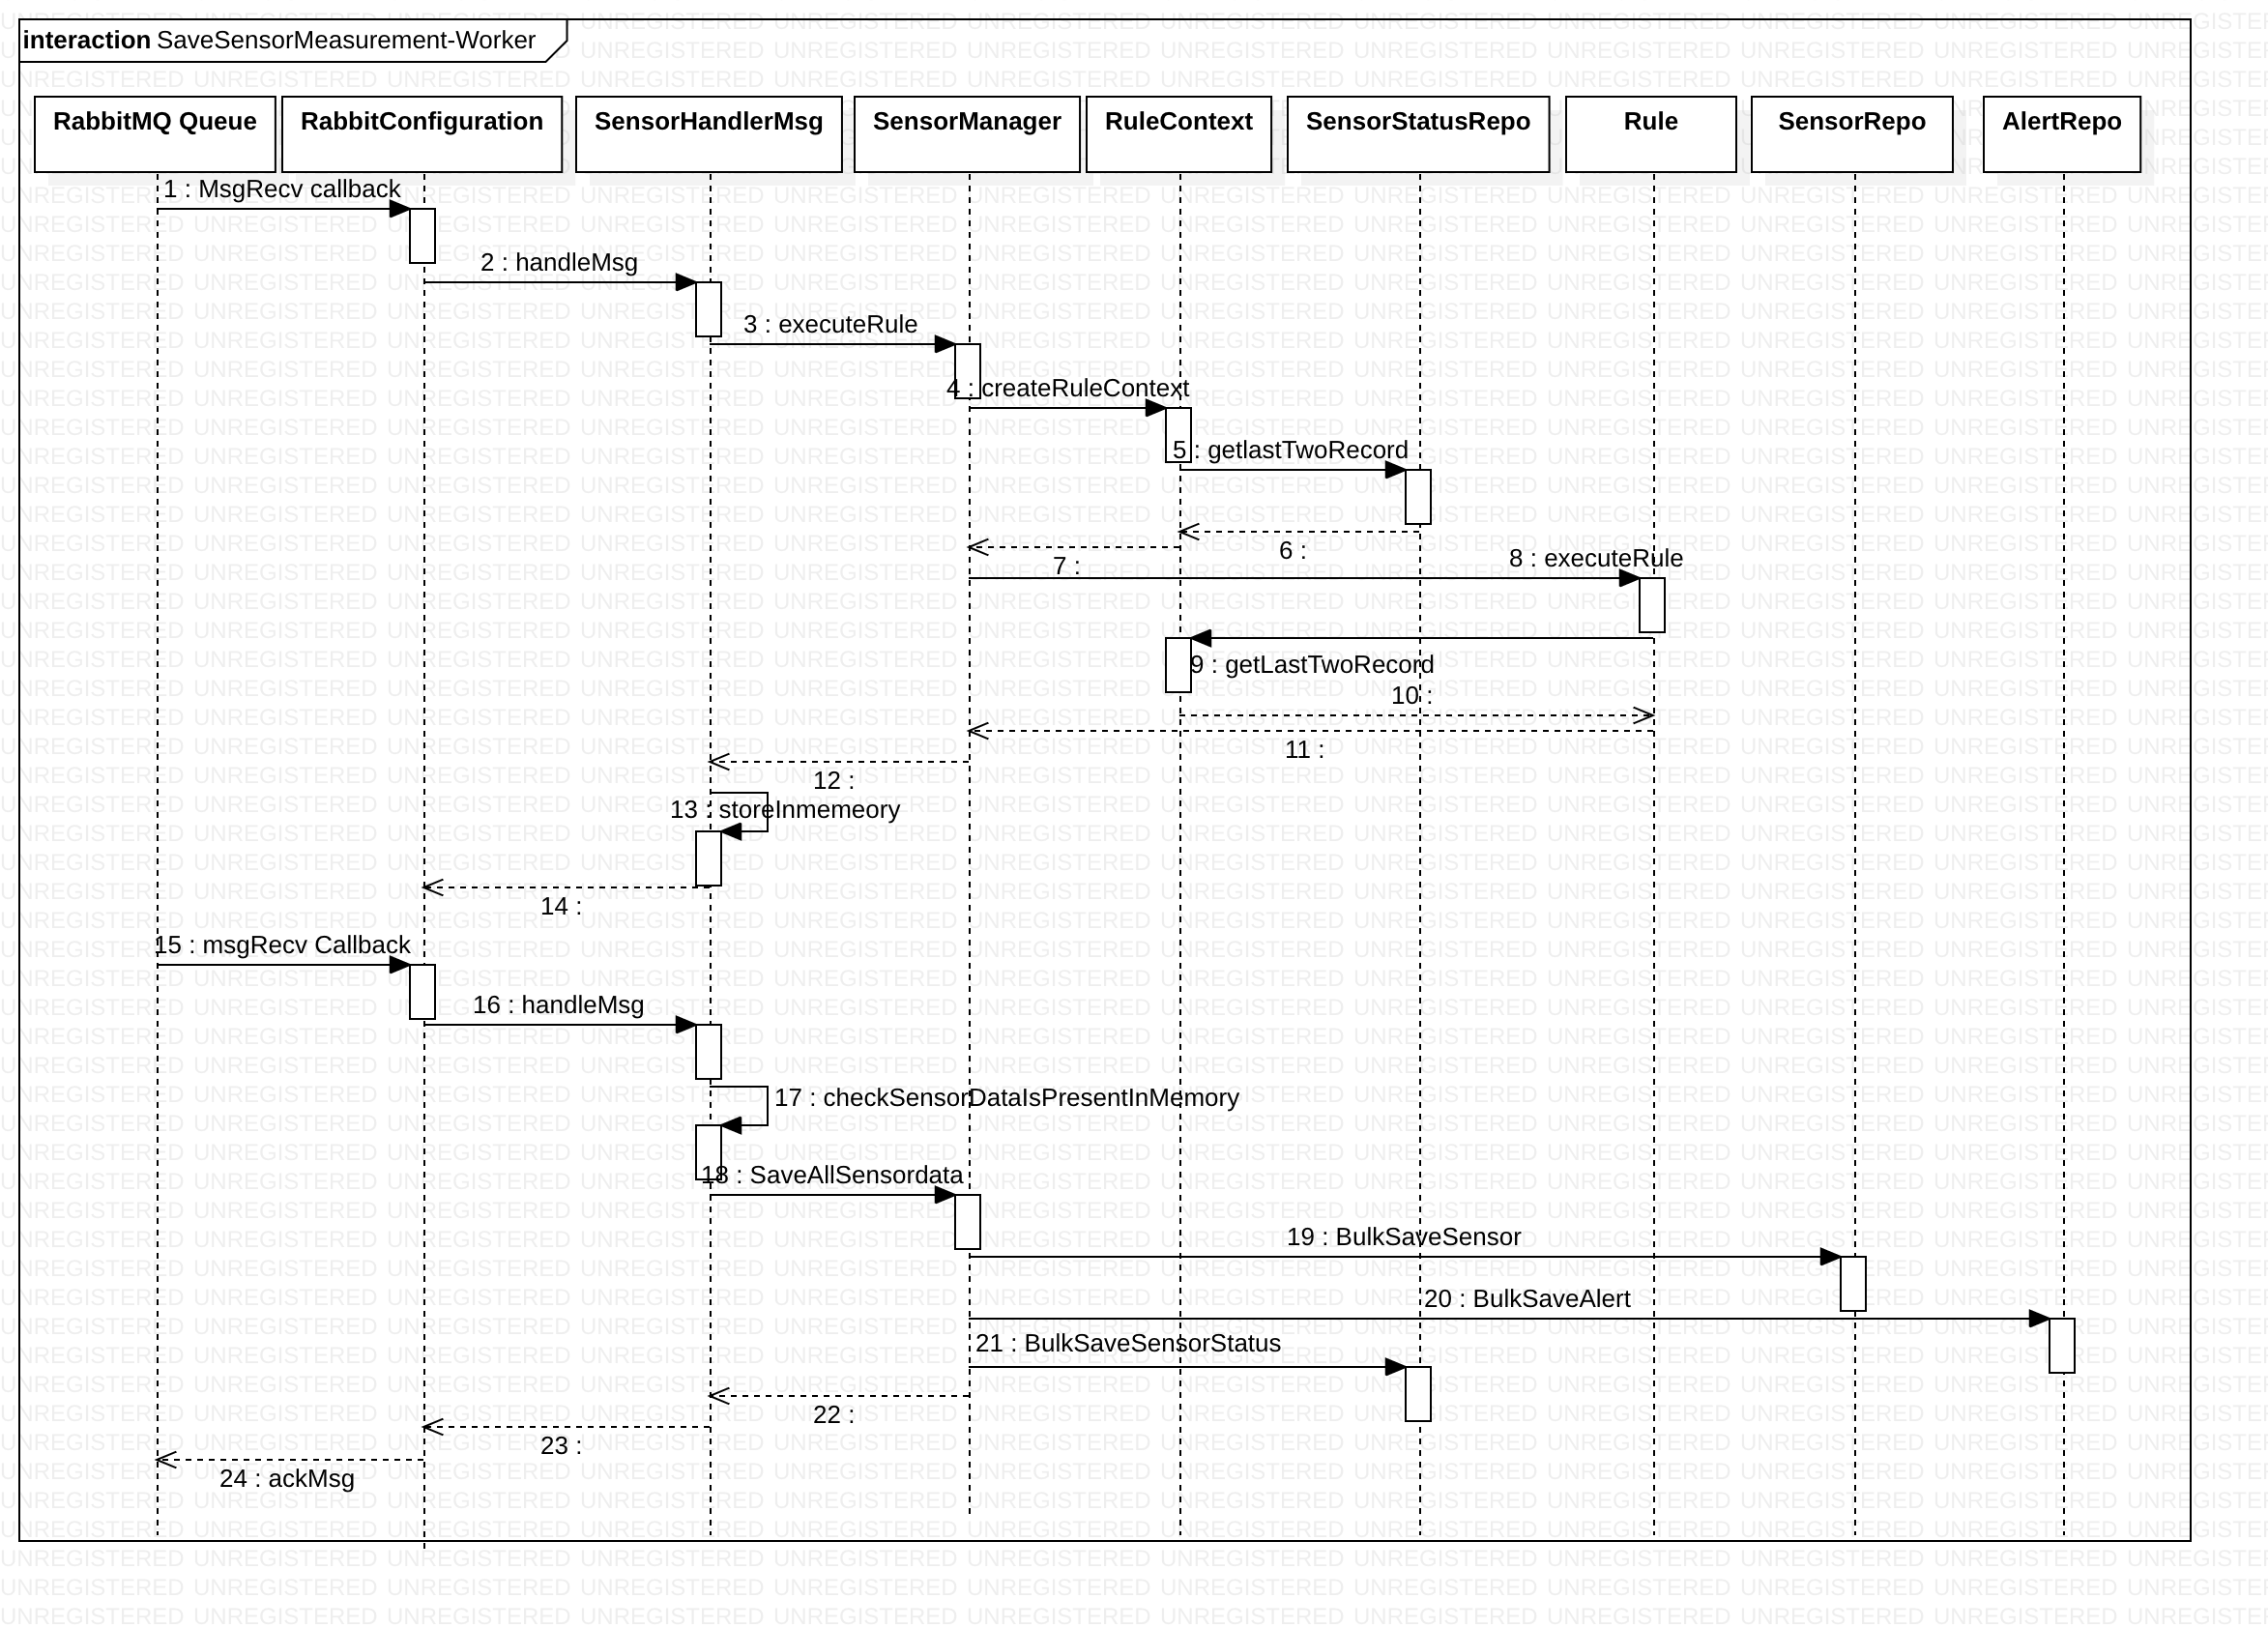 interaction SaveSensorMeasurement-Worker
RabbitMQ Queue
RabbitConfiguration
SensorHandlerMsg
SensorManager
RuleContext
SensorStatusRepo
Rule
SensorRepo
AlertRepo
1 : MsgRecv callback
2 : handleMsg
3 : executeRule
4 : createRuleContext
5 : getlastTwoRecord
6 :
7 :
8 : executeRule
9 : getLastTwoRecord
10 :
11 :
12 :
13 : storeInmemeory
14 :
15 : msgRecv Callback
16 : handleMsg
17 : checkSensorDataIsPresentInMemory
18 : SaveAllSensordata
19 : BulkSaveSensor
20 : BulkSaveAlert
21 : BulkSaveSensorStatus
22 :
23 :
24 : ackMsg
UNREGISTERED